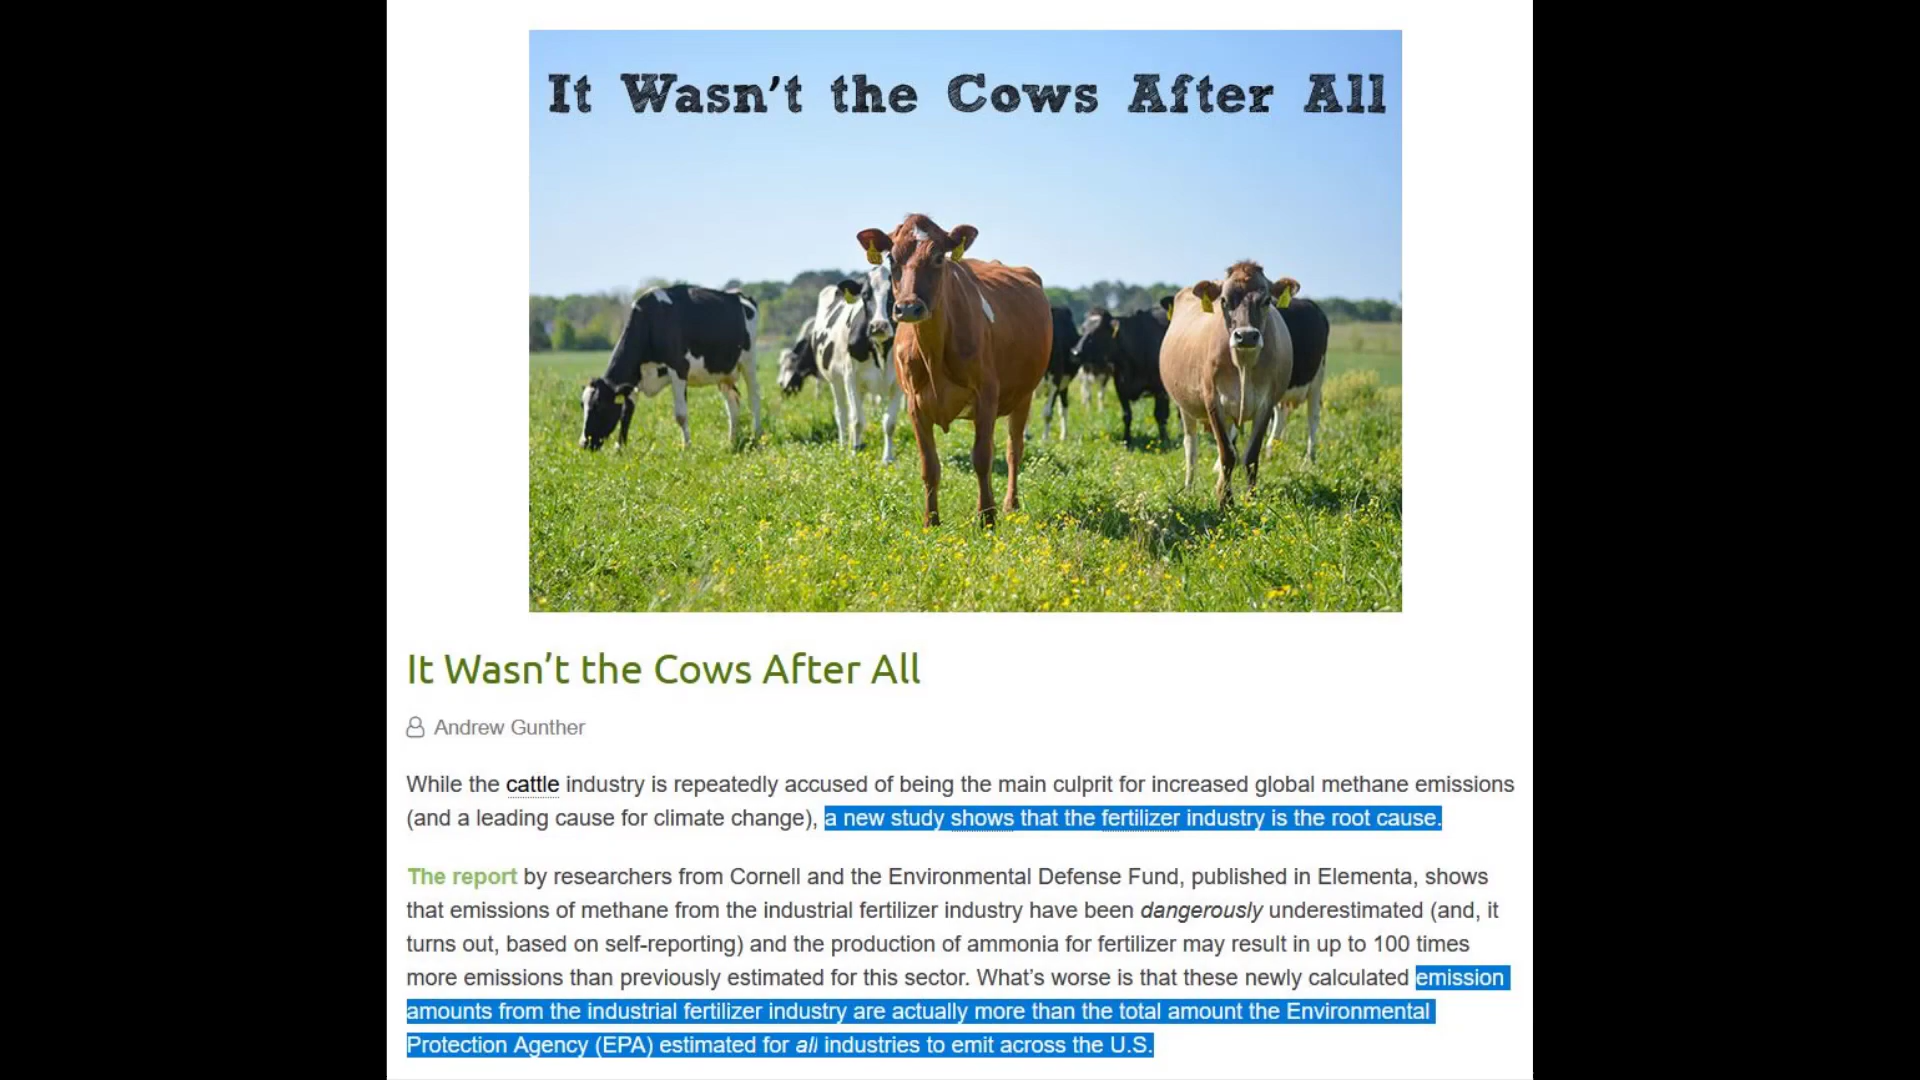 It Wasn't the Cows After All
It Wasn't the Cows After All
Andrew Gunther
While the cattle industry is repeatedly accused of being the main culprit for increased global methane emissions
(and a leading cause for climate change), a new study shows that the fertilizer industry is the root cause.
The report by researchers from Cornell and the Environmental Defense Fund, published in Elementa, shows
that emissions of methane from the industrial fertilizer industry have been dangerously underestimated (and, it
turns out, based on self-reporting) and the production of ammonia for fertilizer may result in up to 100 times
more emissions than previously estimated for this sector. What's worse is that these newly calculated emission
amounts from the industrial fertilizer industry are actually more than the total amount the Environmental
Protection Agency (EPA) estimated for all industries to emit across the U.S.